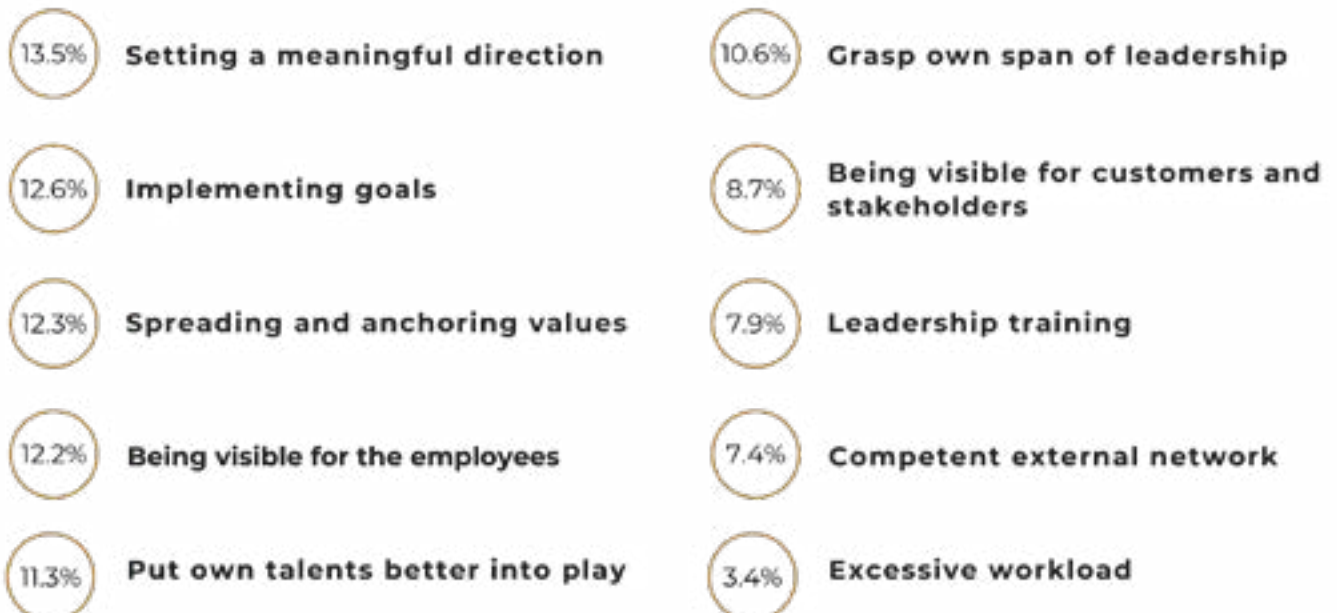 13.5% Setting a meaningful direction
12.6% Implementing goals
12.3% Spreading and anchoring values
12.2% Being visible for the employees
11.3% Put own talents better into play
10.6% Grasp own span of leadership
8.7% Being visible for customers and
stakeholders
7.9% Leadership training
7.4% Competent external network
3.4% Excessive workload